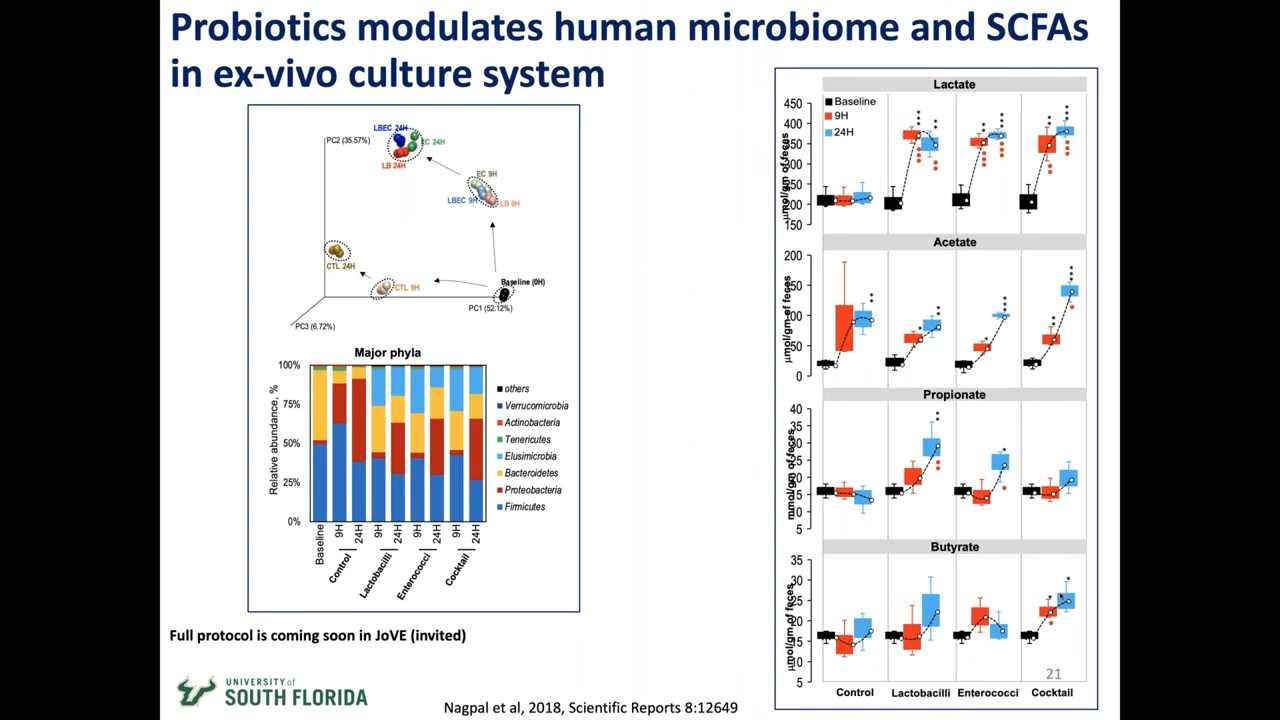 Probiotics modulates human microbiome and SCFAs
in ex-vivo culture system
LBEC 24H
PC2 (35.57%)
EC 24H
LB 24H
EC 9H
LBEC 9H
LB 9H
CTL 24H
CTL 9H
Baseline (0H)
PC1 (52.12%)
PC3 (6.72%)
Major phyla
Relative abundance, %
100%
75%
50%
25%
0%
others
Verrucomicrobia
Actinobacteria
Tenericutes
Elusimicrobia
Bacteroidetes
Proteobacteria
Firmicutes
Baseline
9H
24H
9H
24H
9H
24H
9H
24H
Control
Lactobacilli
Enterococci
Cocktail
Lactate
Baseline
9H
24H
μmol/gm of feces
450
400
350
300
250
200
150
Acetate
μmol/gm of feces
200
150
100
50
0
Propionate
mmol/gm of feces
40
35
30
25
20
15
10
5
Butyrate
μmol/gm of feces
35
30
25
20
15
10
5
21
Control
Lactobacilli
Enterococci
Cocktail
Full protocol is coming soon in JoVE (invited)
UNIVERSITY of
SOUTH FLORIDA
Nagpal et al, 2018, Scientific Reports 8:12649